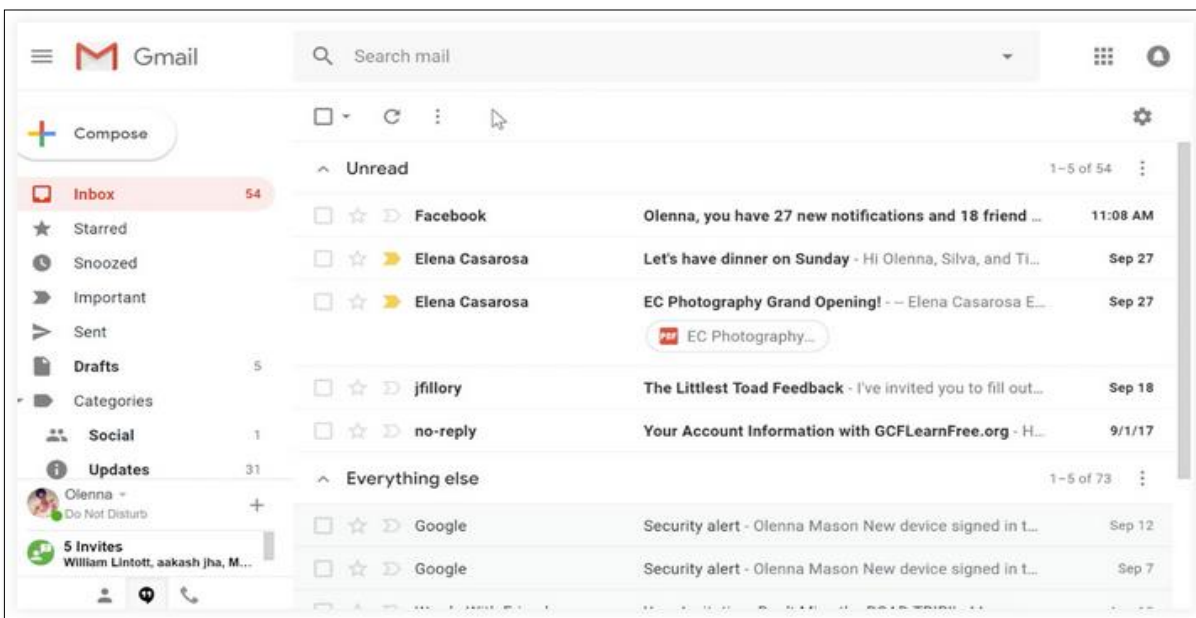 Gmail
Search mail
Compose
Inbox 54
Starred
Snoozed
Important
Sent
Drafts 5
Categories
Social 1
Updates 31
Olenna
Do Not Disturb
5 Invites
William Lintott, aakash jha, M...
Unread 1-5 of 54
Facebook Olenna, you have 27 new notifications and 18 friend ... 11:08 AM
Elena Casarosa Let's have dinner on Sunday - Hi Olenna, Silva, and Ti... Sep 27
Elena Casarosa EC Photography Grand Opening! - -- Elena Casarosa E... Sep 27
PDF EC Photography...
jfillory The Littlest Toad Feedback - I've invited you to fill out... Sep 18
no-reply Your Account Information with GCFLearnFree.org - H... 9/1/17
Everything else 1-5 of 73
Google Security alert - Olenna Mason New device signed in t... Sep 12
Google Security alert - Olenna Mason New device signed in t... Sep 7